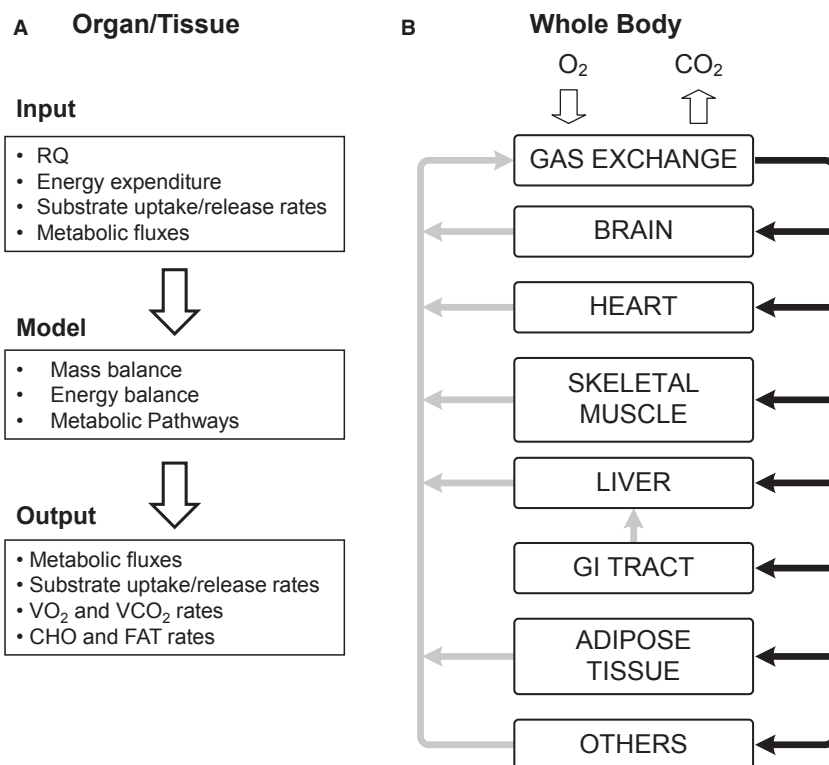 A Organ/Tissue
Input
• RQ
• Energy expenditure
• Substrate uptake/release rates
• Metabolic fluxes
Model
• Mass balance
• Energy balance
• Metabolic Pathways
Output
• Metabolic fluxes
• Substrate uptake/release rates
• VO₂ and VCO₂ rates
• CHO and FAT rates
B Whole Body
O₂ CO₂
GAS EXCHANGE
BRAIN
HEART
SKELETAL
MUSCLE
LIVER
GI TRACT
ADIPOSE
TISSUE
OTHERS